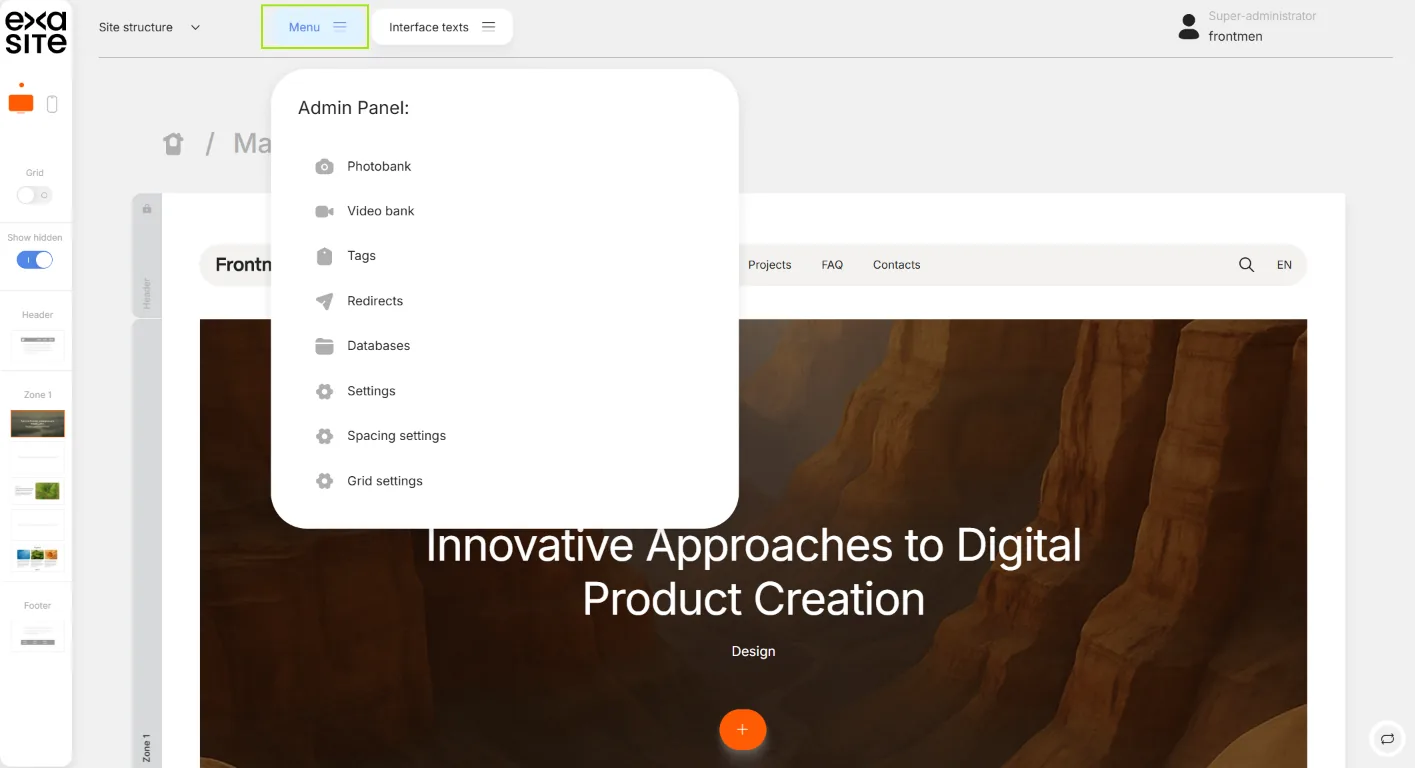 exa
SITE
Site structure
Menu
Interface texts
Super-administrator
frontmen
Admin Panel:
Photobank
Video bank
Tags
Redirects
Databases
Settings
Spacing settings
Grid settings
/ Ma
Grid
Show hidden
Header
Zone 1
Footer
Header
Zone 1
Frontm
Projects
FAQ
Contacts
EN
Innovative Approaches to Digital
Product Creation
Design
+